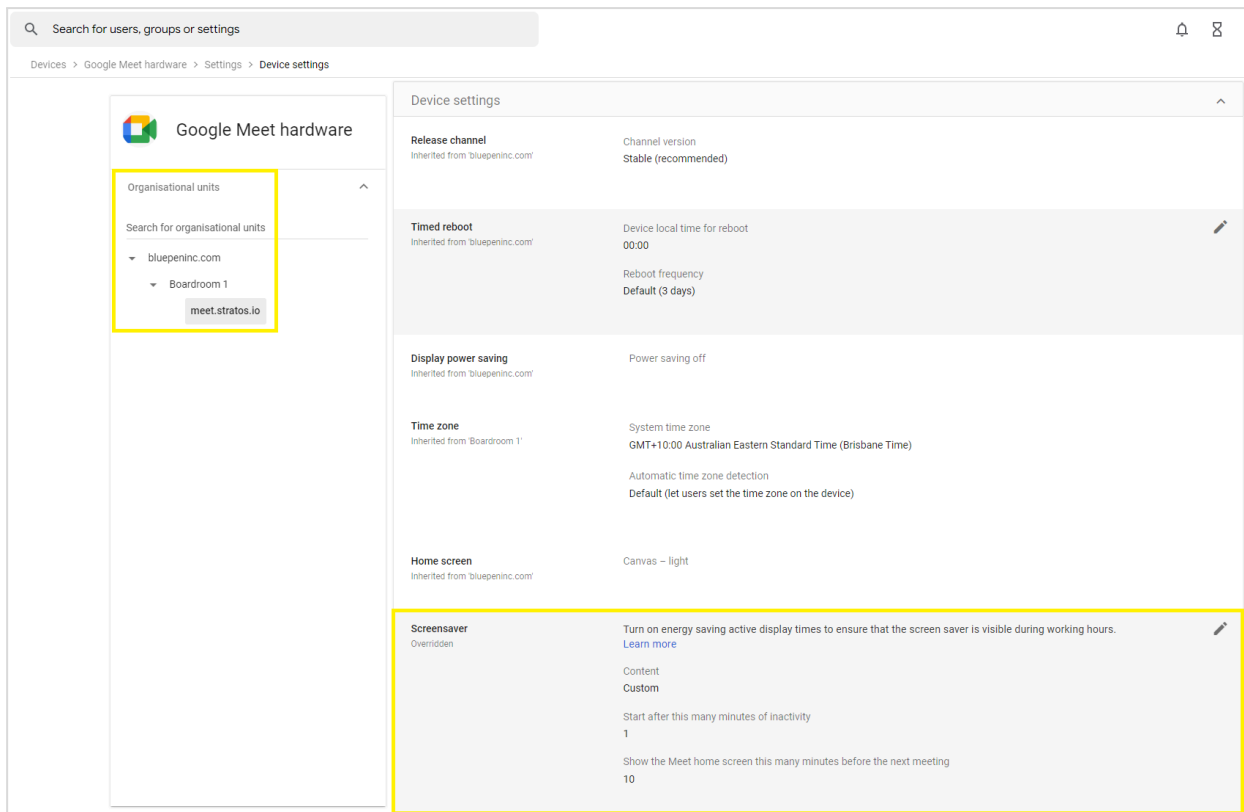 Search for users, groups or settings
Devices > Google Meet hardware > Settings > Device settings
Google Meet hardware
Organisational units
Search for organisational units
bluepeninc.com
Boardroom 1
meet.stratos.io
Device settings
Release channel
Inherited from 'bluepeninc.com'
Channel version
Stable (recommended)
Timed reboot
Inherited from 'bluepeninc.com'
Device local time for reboot
00:00
Reboot frequency
Default (3 days)
Display power saving
Inherited from 'bluepeninc.com'
Power saving off
Time zone
Inherited from 'Boardroom 1'
System time zone
GMT+10:00 Australian Eastern Standard Time (Brisbane Time)
Automatic time zone detection
Default (let users set the time zone on the device)
Home screen
Inherited from 'bluepeninc.com'
Canvas – light
Screensaver
Overridden
Turn on energy saving active display times to ensure that the screen saver is visible during working hours.
Learn more
Content
Custom
Start after this many minutes of inactivity
1
Show the Meet home screen this many minutes before the next meeting
10